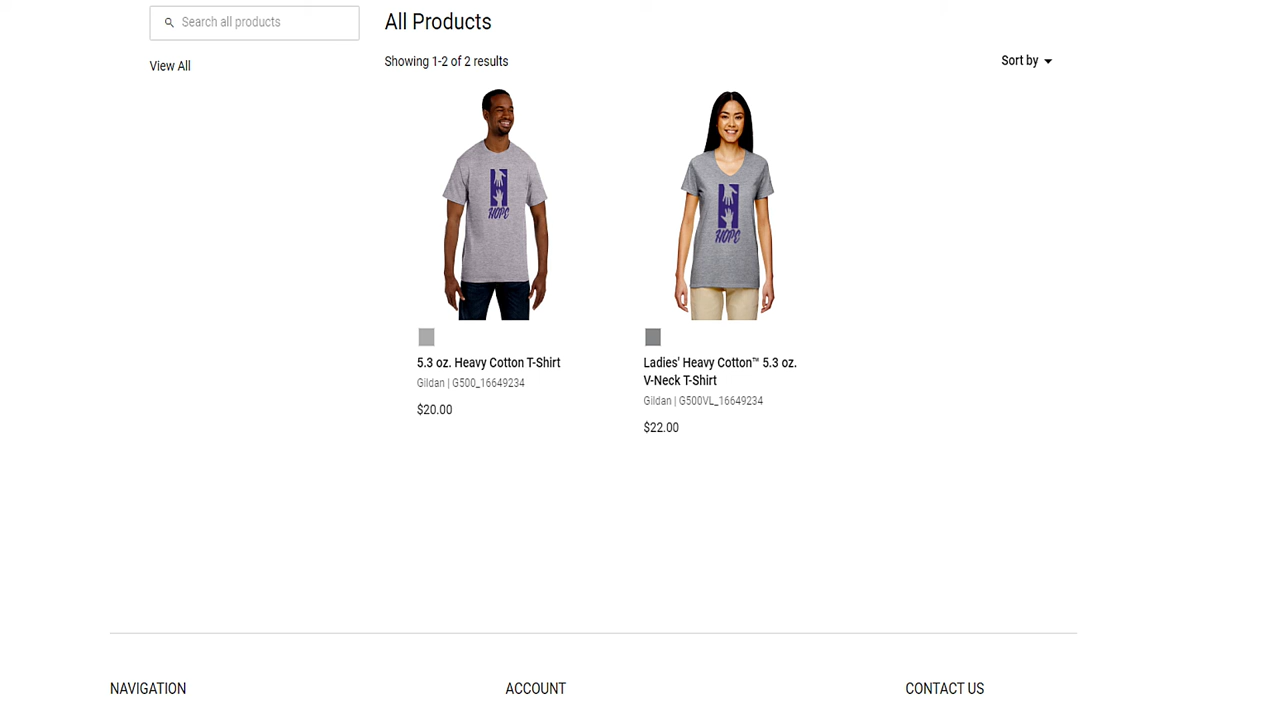 Search all products
View All
All Products
Showing 1-2 of 2 results
Sort by
HOPE
HOPE
5.3 oz. Heavy Cotton T-Shirt
Gildan | G500_16649234
$20.00
Ladies' Heavy Cotton™ 5.3 oz.
V-Neck T-Shirt
Gildan | G500VL_16649234
$22.00
NAVIGATION
ACCOUNT
CONTACT US